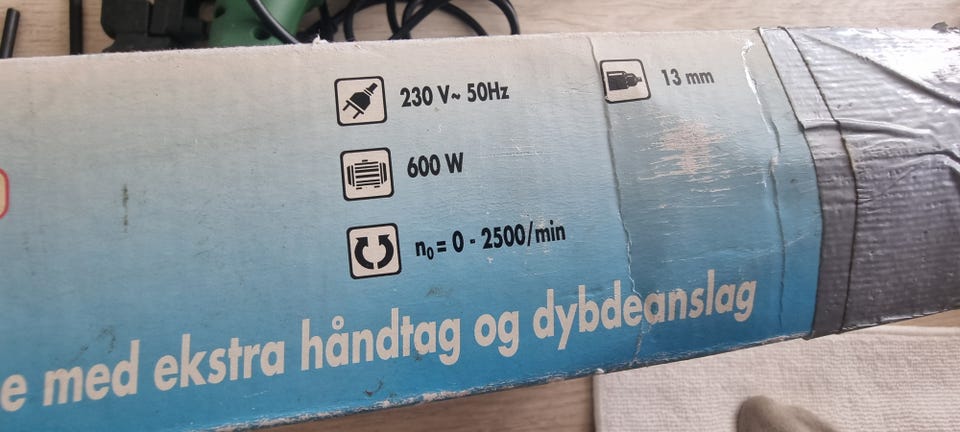 230 V~ 50Hz
13 mm
600 W
n₀ = 0 - 2500/min
e med ekstra håndtag og dybdeanslag